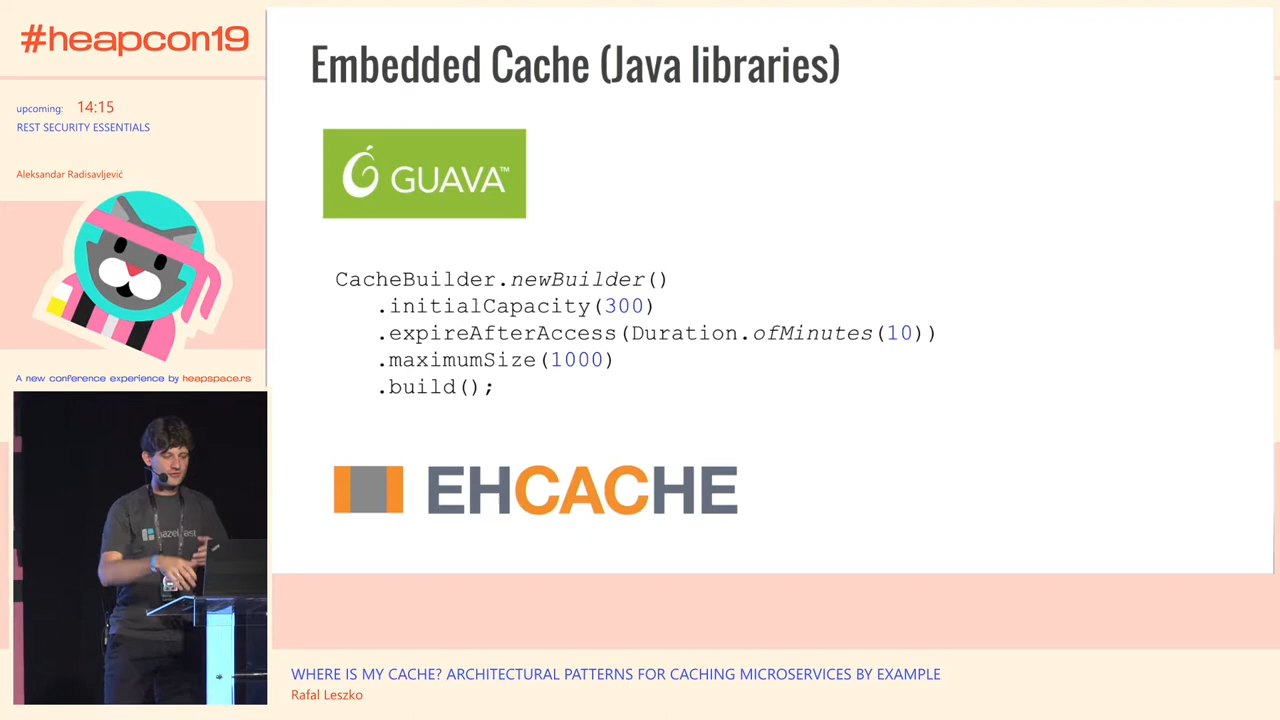 #heapcon19
upcoming: 14:15
REST SECURITY ESSENTIALS
Aleksandar Radisavljević
A new conference experience by heapspace.rs
Embedded Cache (Java libraries)
GUAVA™
CacheBuilder.newBuilder()
.initialCapacity(300)
.expireAfterAccess(Duration.ofMinutes(10))
.maximumSize(1000)
.build();
EHCACHE
hazelcast
WHERE IS MY CACHE? ARCHITECTURAL PATTERNS FOR CACHING MICROSERVICES BY EXAMPLE
Rafal Leszko